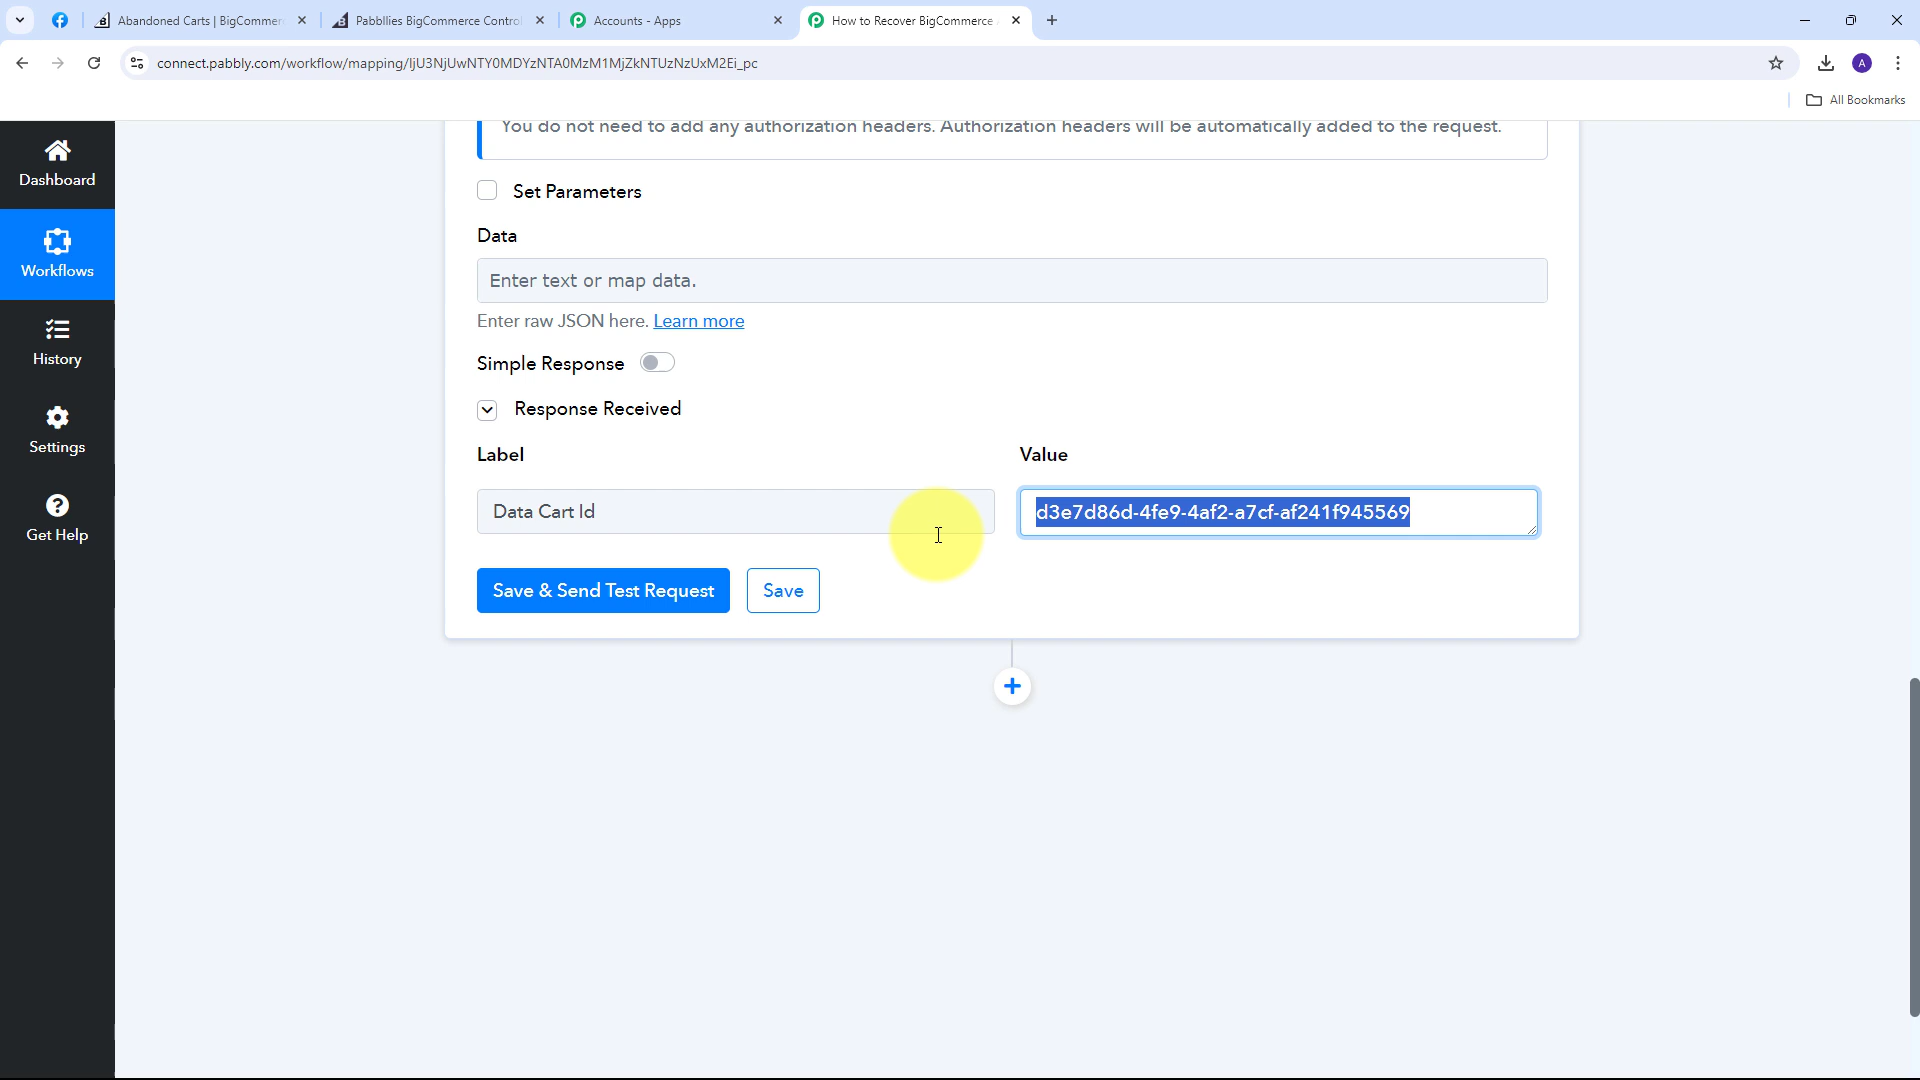 Abandoned Carts | BigCommer
Pabbllies BigCommerce Control
Accounts - Apps
How to Recover BigCommerce
connect.pabbly.com/workflow/mapping/IjU3NjUwNTY0MDYzNTA0MzM1MjZkNTUzNzUxM2Ei_pc
A
All Bookmarks
Dashboard
Workflows
History
Settings
Get Help
You do not need to add any authorization headers. Authorization headers will be automatically added to the request.
Set Parameters
Data
Enter text or map data.
Enter raw JSON here. Learn more
Simple Response
Response Received
Label
Value
Data Cart Id
d3e7d86d-4fe9-4af2-a7cf-af241f945569
Save & Send Test Request
Save